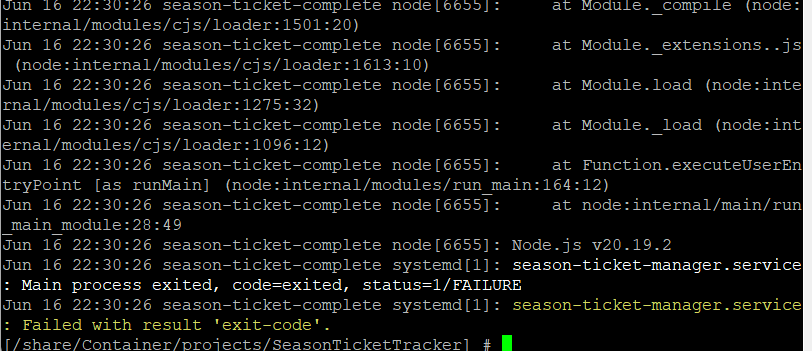 Jun 16 22:30:26 season-ticket-complete node[6655]:     at Module._compile (node:
internal/modules/cjs/loader:1501:20)
Jun 16 22:30:26 season-ticket-complete node[6655]:     at Module._extensions..js
 (node:internal/modules/cjs/loader:1613:10)
Jun 16 22:30:26 season-ticket-complete node[6655]:     at Module.load (node:inte
rnal/modules/cjs/loader:1275:32)
Jun 16 22:30:26 season-ticket-complete node[6655]:     at Module._load (node:int
ernal/modules/cjs/loader:1096:12)
Jun 16 22:30:26 season-ticket-complete node[6655]:     at Function.executeUserEn
tryPoint [as runMain] (node:internal/modules/run_main:164:12)
Jun 16 22:30:26 season-ticket-complete node[6655]:     at node:internal/main/run
_main_module:28:49
Jun 16 22:30:26 season-ticket-complete node[6655]: Node.js v20.19.2
Jun 16 22:30:26 season-ticket-complete systemd[1]: season-ticket-manager.service
: Main process exited, code=exited, status=1/FAILURE
Jun 16 22:30:26 season-ticket-complete systemd[1]: season-ticket-manager.service
: Failed with result 'exit-code'.
[/share/Container/projects/SeasonTicketTracker] #